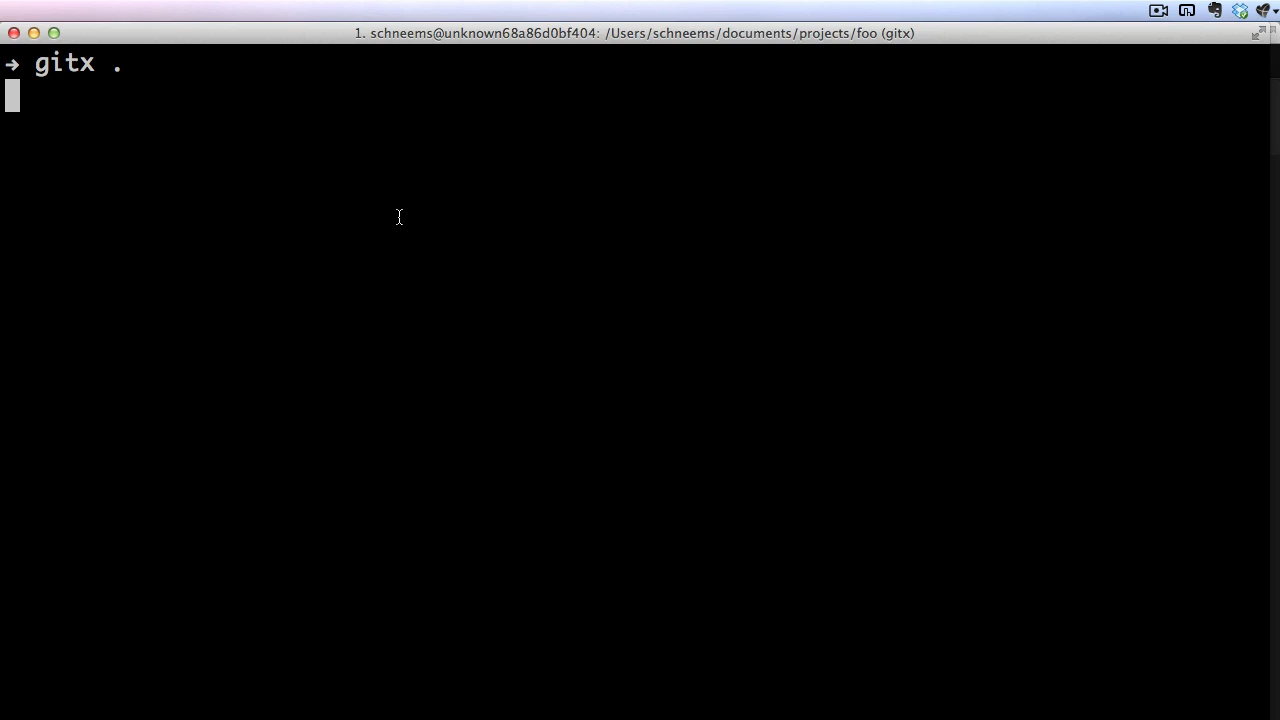 1. schneems@unknown68a86d0bf404: /Users/schneems/documents/projects/foo (gitx)
→ gitx .